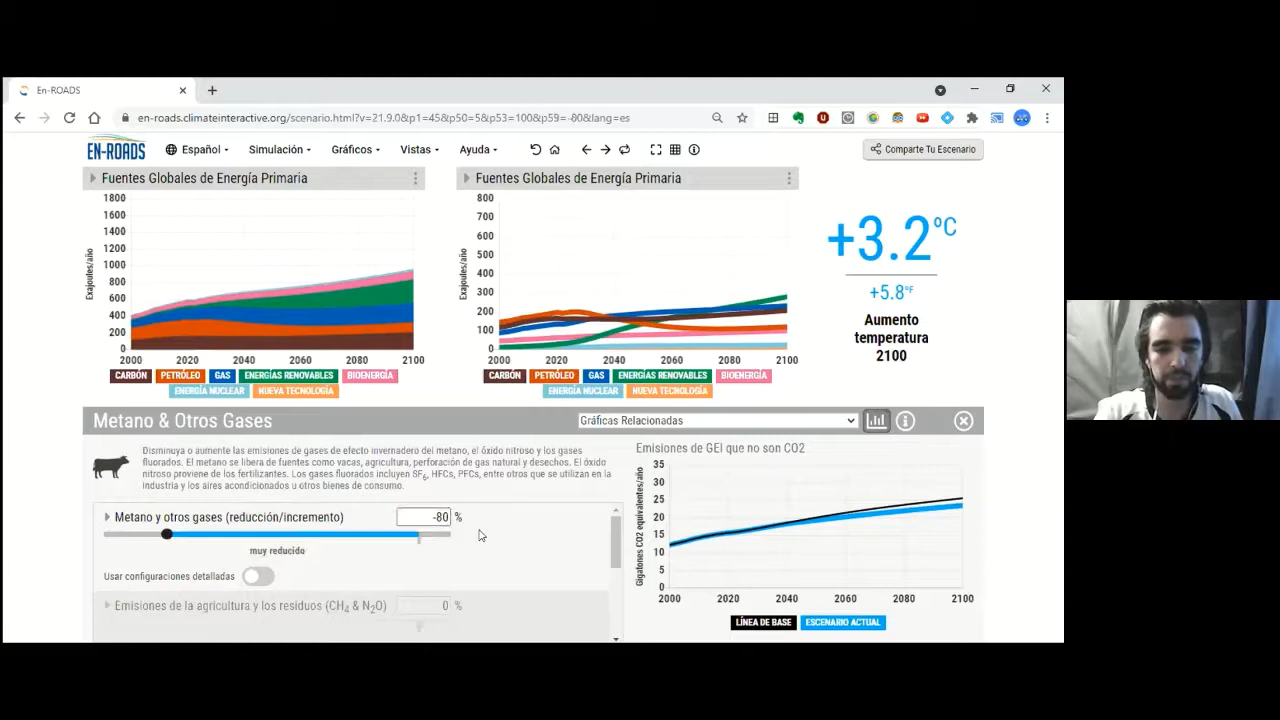 En-ROADS
en-roads.climateinteractive.org/scenario.html?v=21.9.0&p1=45&p50=5&p53=100&p59=-80&lang=es
EN-ROADS
Español
Simulación
Gráficos
Vistas
Ayuda
Comparte Tu Escenario
Fuentes Globales de Energía Primaria
Exajoules/año
1800
1600
1400
1200
1000
800
600
400
200
0
2000 2020 2040 2060 2080 2100
CARBÓN PETRÓLEO GAS ENERGÍAS RENOVABLES BIOENERGÍA
ENERGÍA NUCLEAR NUEVA TECNOLOGÍA
Fuentes Globales de Energía Primaria
Exajoules/año
800
700
600
500
400
300
200
100
0
2000 2020 2040 2060 2080 2100
CARBÓN PETRÓLEO GAS ENERGÍAS RENOVABLES BIOENERGÍA
ENERGÍA NUCLEAR NUEVA TECNOLOGÍA
+3.2 ºC
+5.8°F
Aumento
temperatura
2100
Metano & Otros Gases
Gráficas Relacionadas
Disminuya o aumente las emisiones de gases de efecto invernadero del metano, el óxido nitroso y los gases
fluorados. El metano se libera de fuentes como vacas, agricultura, perforación de gas natural y desechos. El óxido
nitroso proviene de los fertilizantes. Los gases fluorados incluyen SF6, HFCs, PFCs, entre otros que se utilizan en la
industria y los aires acondicionados u otros bienes de consumo.
Metano y otros gases (reducción/incremento) -80 %
muy reducido
Usar configuraciones detalladas
Emisiones de la agricultura y los residuos (CH4 & N2O) 0 %
Emisiones de GEI que no son CO2
Gigatones CO2 equivalentes/año
35
30
25
20
15
10
5
0
2000 2020 2040 2060 2080 2100
LÍNEA DE BASE ESCENARIO ACTUAL